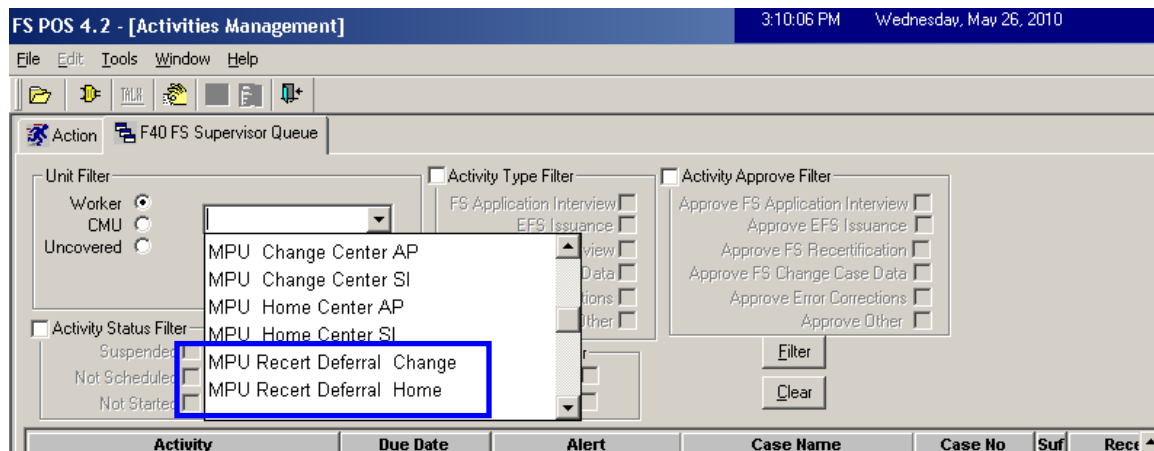 FS POS 4.2 - [Activities Management]
3:10:06 PM Wednesday, May 26, 2010
File Edit Tools Window Help
TALX
Action F40 FS Supervisor Queue
Unit Filter
Worker
CMU
Uncovered
MPU Change Center AP
MPU Change Center SI
MPU Home Center AP
MPU Home Center SI
MPU Recert Deferral Change
MPU Recert Deferral Home
Activity Type Filter
FS Application Interview
EFS Issuance
Activity Approve Filter
Approve FS Application Interview
Approve EFS Issuance
Approve FS Recertification
Approve FS Change Case Data
Approve Error Corrections
Approve Other
Activity Status Filter
Suspended
Not Scheduled
Not Started
Data
Other
Filter
Clear
Activity Due Date Alert Case Name Case No Suf